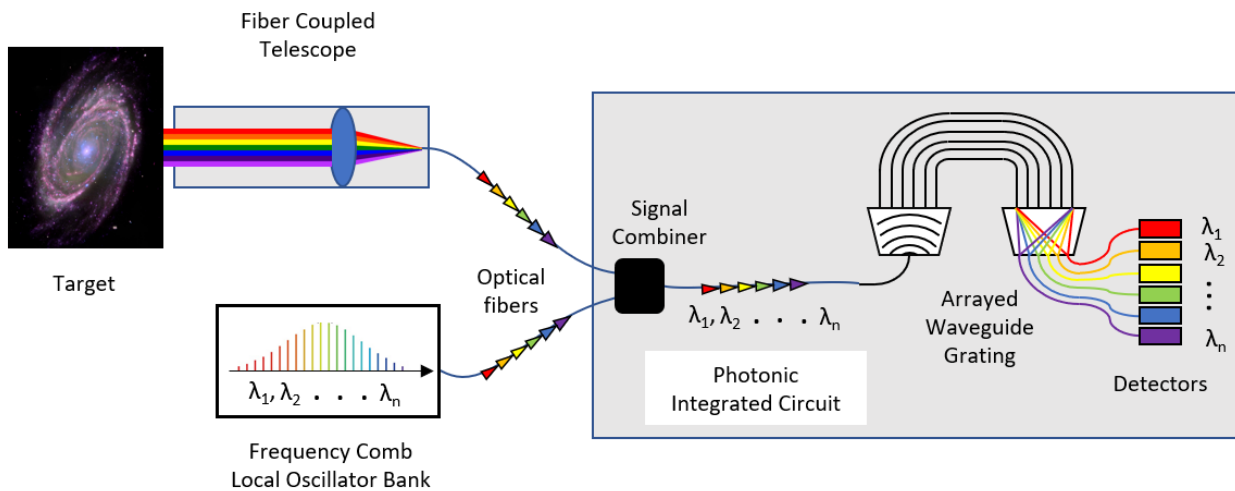 Fiber Coupled
Telescope
Target
Optical
fibers
λ1, λ2 . . . λn
Frequency Comb
Local Oscillator Bank
Signal
Combiner
λ1, λ2 . . . λn
Photonic
Integrated Circuit
Arrayed
Waveguide
Grating
λ1
λ2
⋮
λn
Detectors